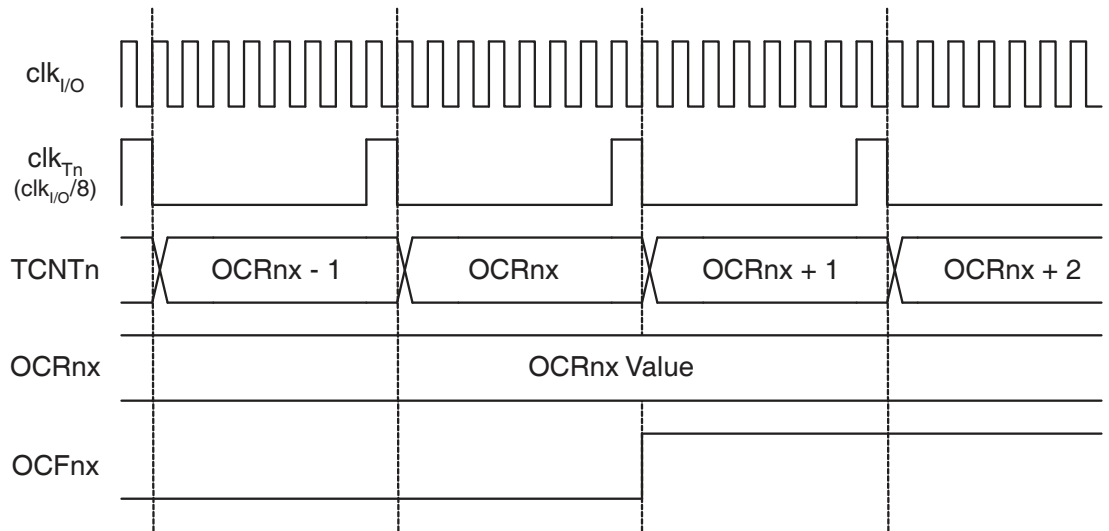 clkI/O
clkTn
(clkI/O/8)
TCNTn
OCRnx - 1
OCRnx
OCRnx + 1
OCRnx + 2
OCRnx
OCRnx Value
OCFnx